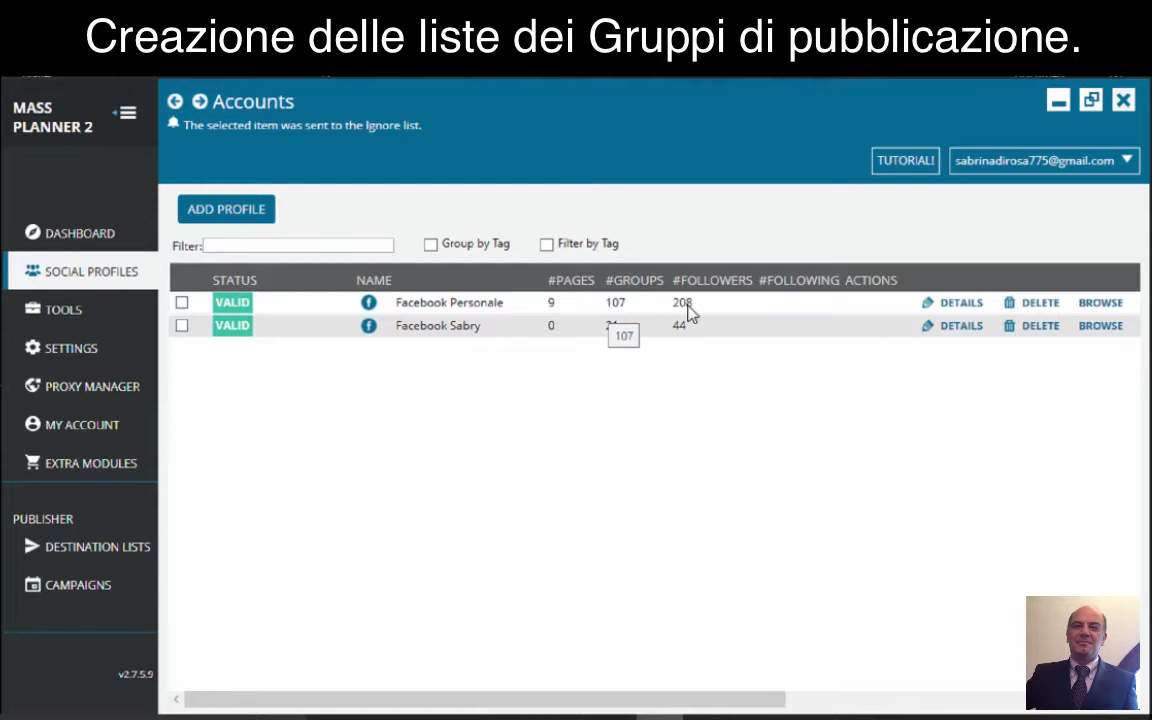 Creazione delle liste dei Gruppi di pubblicazione.
MASS
PLANNER 2
Accounts
The selected item was sent to the Ignore list.
TUTORIAL!
sabrinadirosa775@gmail.com
ADD PROFILE
Filter:
Group by Tag
Filter by Tag
STATUS NAME #PAGES #GROUPS #FOLLOWERS #FOLLOWING ACTIONS
VALID Facebook Personale 9 107 208 DETAILS DELETE BROWSE
VALID Facebook Sabry 0 44 DETAILS DELETE BROWSE
107
DASHBOARD
SOCIAL PROFILES
TOOLS
SETTINGS
PROXY MANAGER
MY ACCOUNT
EXTRA MODULES
PUBLISHER
DESTINATION LISTS
CAMPAIGNS
v2.7.5.9